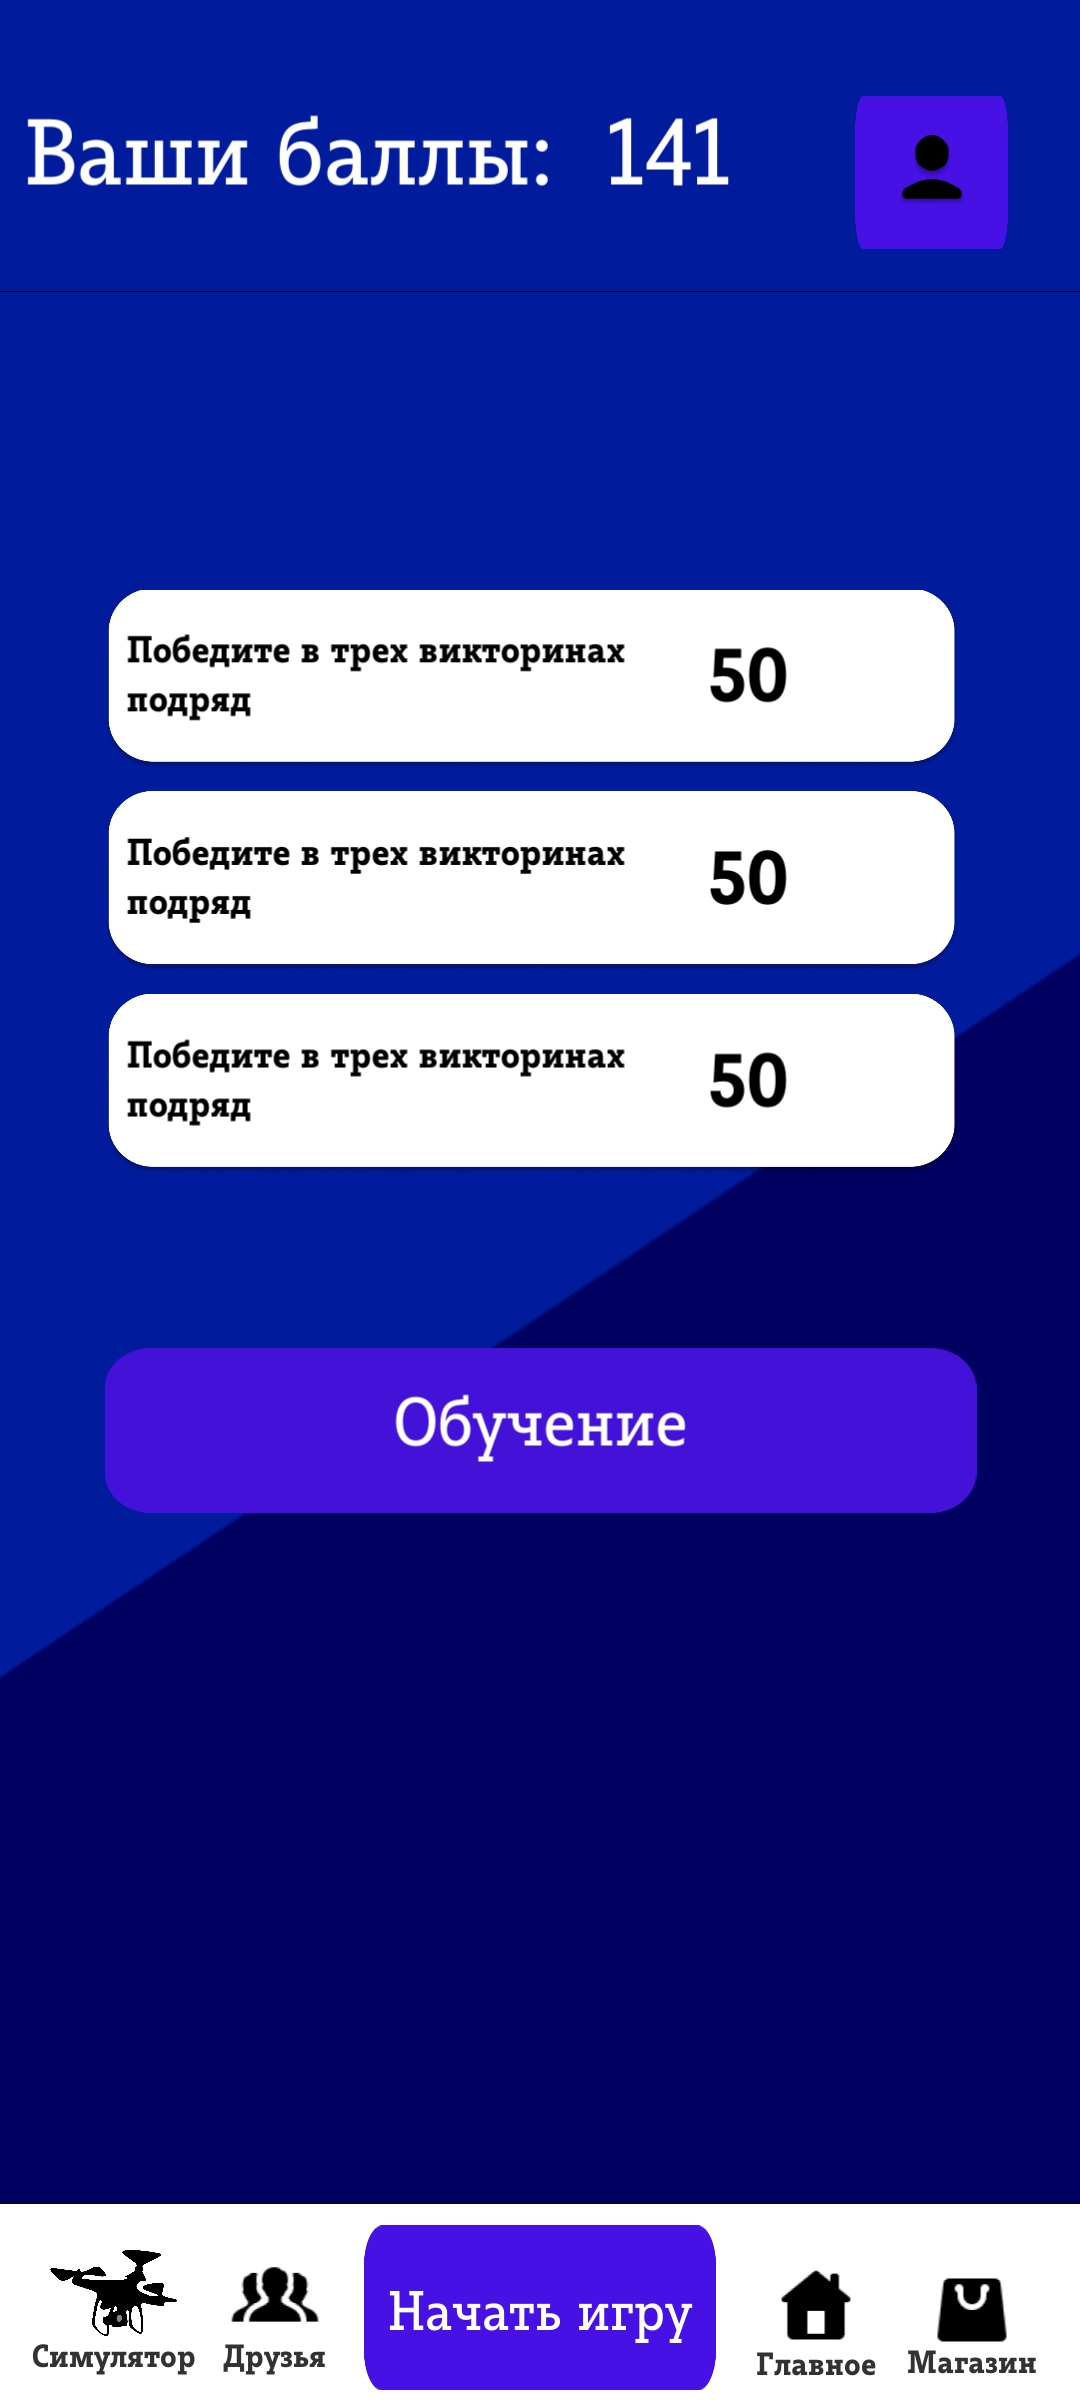 Ваши баллы: 141
Победите в трех викторинах
подряд
50
Победите в трех викторинах
подряд
50
Победите в трех викторинах
подряд
50
Обучение
Симулятор
Друзья
Начать игру
Главное
Магазин